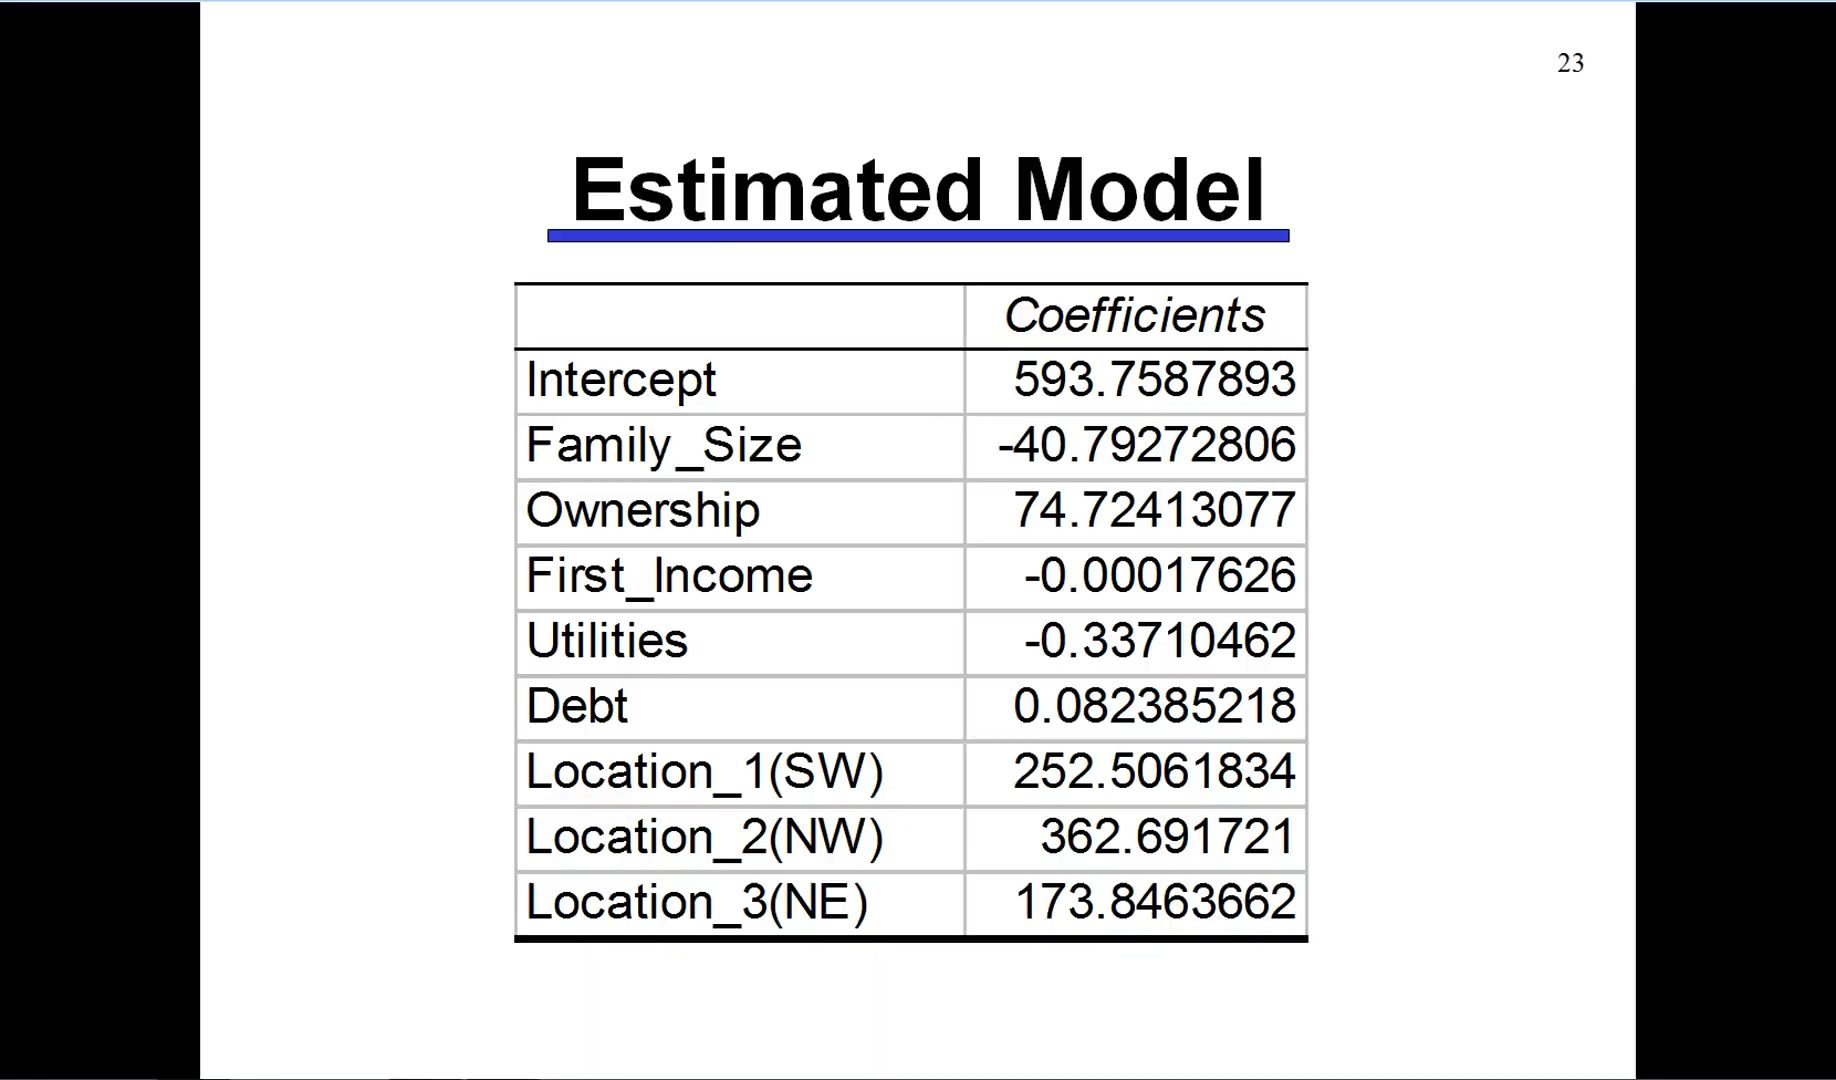 23
Estimated Model
Coefficients
Intercept 593.7587893
Family_Size -40.79272806
Ownership 74.72413077
First_Income -0.00017626
Utilities -0.33710462
Debt 0.082385218
Location_1(SW) 252.5061834
Location_2(NW) 362.691721
Location_3(NE) 173.8463662